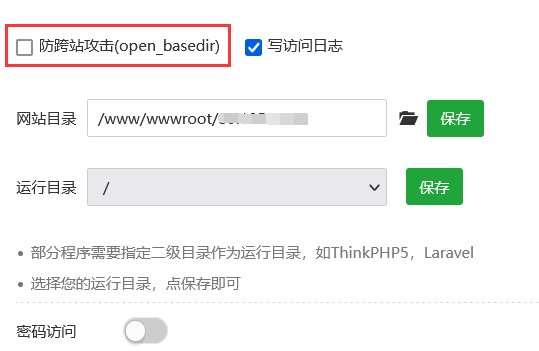 防跨站攻击(open_basedir) 写访问日志
网站目录 /www/wwwroot/ 保存
运行目录 / 保存
部分程序需要指定二级目录作为运行目录，如ThinkPHP5，Laravel
选择您的运行目录，点保存即可
密码访问